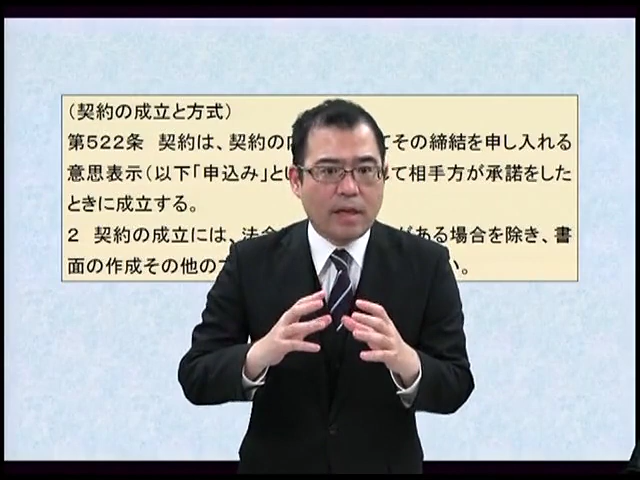 (契約の成立と方式)
第522条 契約は、契約の てその締結を申し入れる
意思表示(以下「申込み」と て相手方が承諾をした
ときに成立する。
2 契約の成立には、法 がある場合を除き、書
面の作成その他の い。